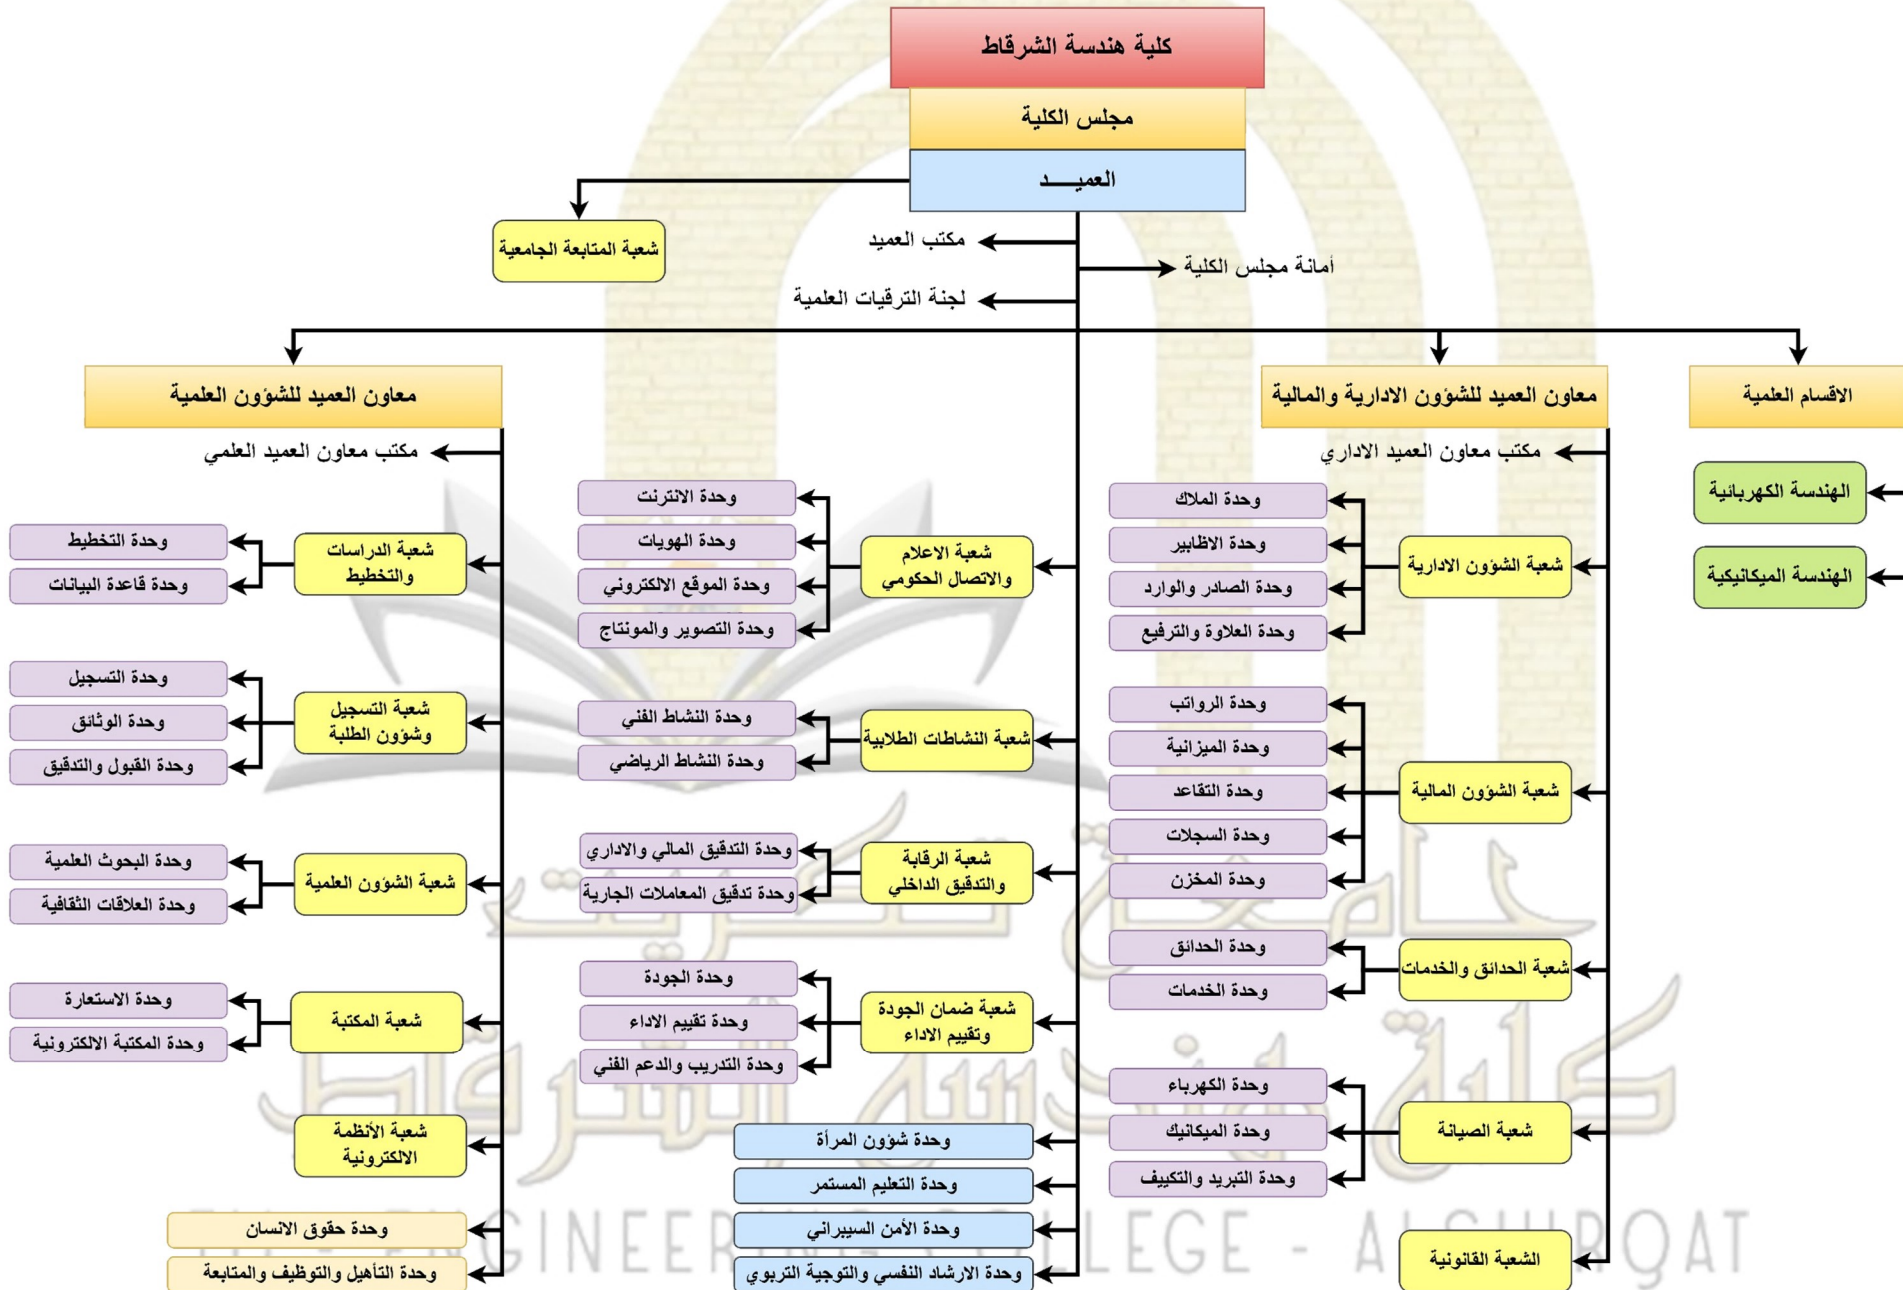 كلية هندسة الشرقاط
مجلس الكلية
العميـــد
شعبة المتابعة الجامعية
مكتب العميد
أمانة مجلس الكلية
لجنة الترقيات العلمية
الاقسام العلمية
الهندسة الكهربائية
الهندسة الميكانيكية
معاون العميد للشؤون الادارية والمالية
مكتب معاون العميد الاداري
شعبة الشؤون الادارية
وحدة الملاك
وحدة الاظابير
وحدة الصادر والوارد
وحدة العلاوة والترفيع
شعبة الشؤون المالية
وحدة الرواتب
وحدة الميزانية
وحدة التقاعد
وحدة السجلات
وحدة المخزن
شعبة الحدائق والخدمات
وحدة الحدائق
وحدة الخدمات
شعبة الصيانة
وحدة الكهرباء
وحدة الميكانيك
وحدة التبريد والتكييف
الشعبة القانونية
شعبة الاعلام
والاتصال الحكومي
وحدة الانترنت
وحدة الهويات
وحدة الموقع الالكتروني
وحدة التصوير والمونتاج
شعبة النشاطات الطلابية
وحدة النشاط الفني
وحدة النشاط الرياضي
شعبة الرقابة
والتدقيق الداخلي
وحدة التدقيق المالي والاداري
وحدة تدقيق المعاملات الجارية
شعبة ضمان الجودة
وتقييم الاداء
وحدة الجودة
وحدة تقييم الاداء
وحدة التدريب والدعم الفني
وحدة شؤون المرأة
وحدة التعليم المستمر
وحدة الأمن السيبراني
وحدة الارشاد النفسي والتوجية التربوي
معاون العميد للشؤون العلمية
مكتب معاون العميد العلمي
شعبة الدراسات
والتخطيط
وحدة التخطيط
وحدة قاعدة البيانات
شعبة التسجيل
وشؤون الطلبة
وحدة التسجيل
وحدة الوثائق
وحدة القبول والتدقيق
شعبة الشؤون العلمية
وحدة البحوث العلمية
وحدة العلاقات الثقافية
شعبة المكتبة
وحدة الاستعارة
وحدة المكتبة الالكترونية
شعبة الأنظمة
الالكترونية
وحدة حقوق الانسان
وحدة التأهيل والتوظيف والمتابعة
جامعة تكريت
كلية هندسة الشرقاط